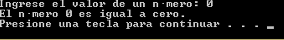 Ingrese el valor de un n·mero: 0
El n·mero 0 es igual a cero.
Presione una tecla para continuar . . . _